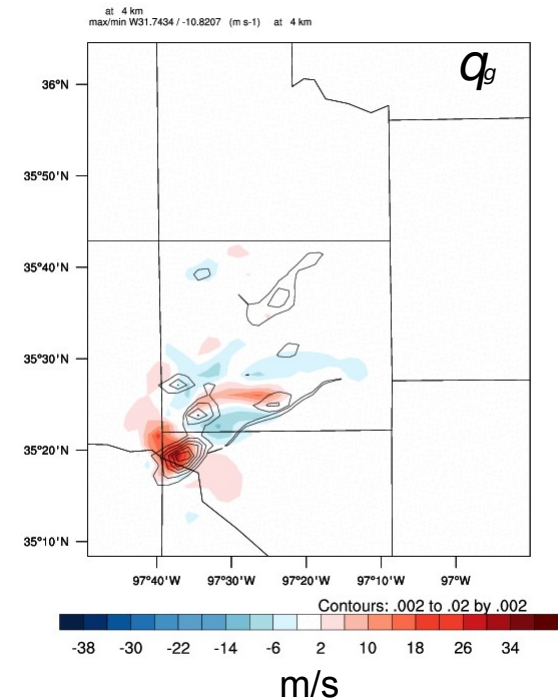 at 4 km
max/min W31.7434 / -10.8207 (m s-1) at 4 km
qg
36°N
35°50'N
35°40'N
35°30'N
35°20'N
35°10'N
97°40'W 97°30'W 97°20'W 97°10'W 97°W
Contours: .002 to .02 by .002
-38 -30 -22 -14 -6 2 10 18 26 34
m/s